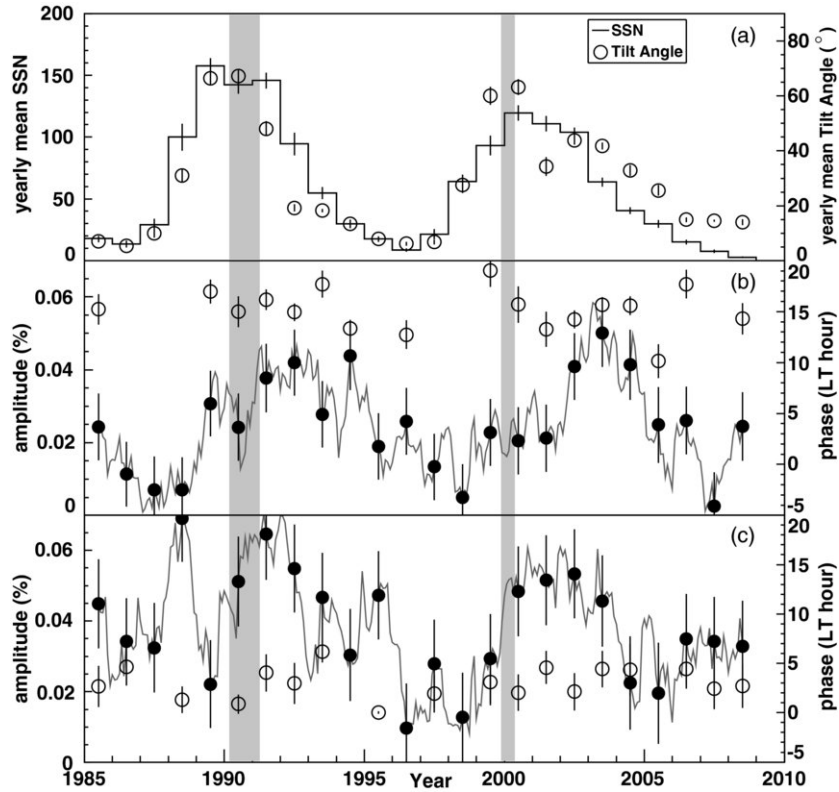 200
150
100
50
0
yearly mean SSN
SSN
Tilt Angle
(a)
80
60
40
20
0
yearly mean Tilt Angle (°)
0.06
0.04
0.02
0
amplitude (%)
(b)
20
15
10
5
0
-5
phase (LT hour)
0.06
0.04
0.02
0
amplitude (%)
(c)
20
15
10
5
0
-5
phase (LT hour)
1985 1990 1995 Year 2000 2005 2010